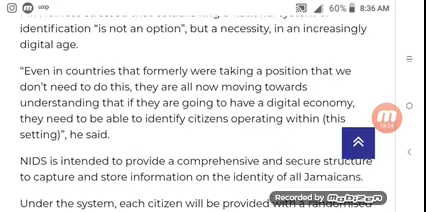 loop 60% 8:36 AM
identification “is not an option”, but a necessity, in an increasingly
digital age.
“Even in countries that formerly were taking a position that we
don't need to do this, they are all now moving towards
understanding that if they are going to have a digital economy,
they need to be able to identify citizens operating within (this
setting)”, he said.
NIDS is intended to provide a comprehensive and secure structure
to capture and store information on the identity of all Jamaicans.
Under the system, each citizen will be provided with a randomised
Recorded by mobizen